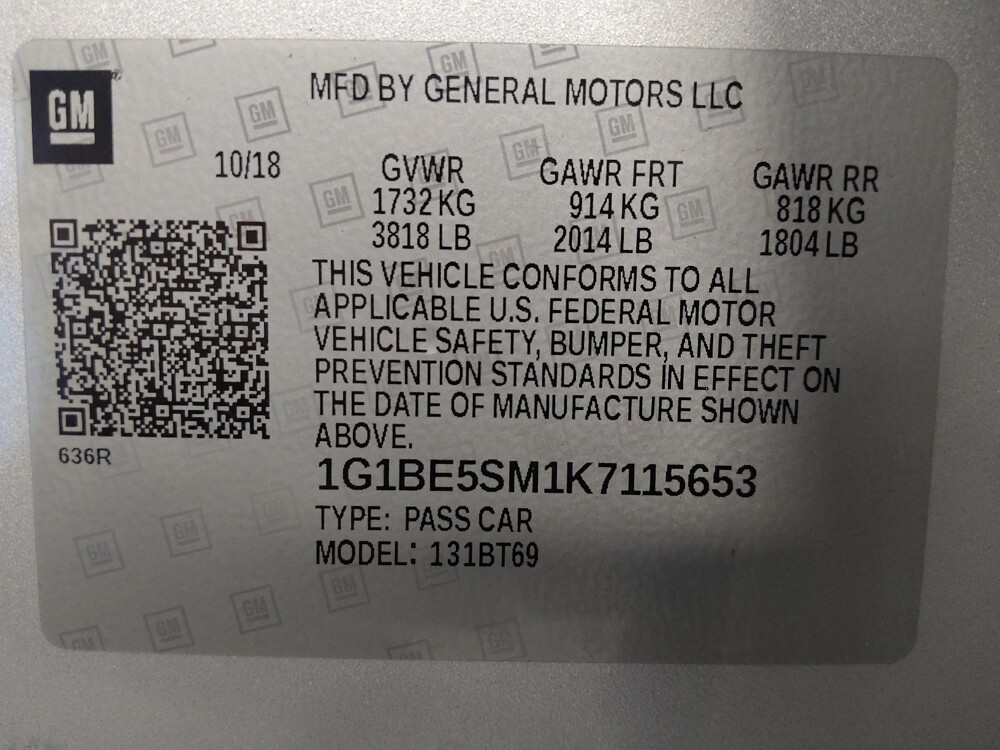 GM
MFD BY GENERAL MOTORS LLC
10/18 GVWR GAWR FRT GAWR RR
1732 KG 914 KG 818 KG
3818 LB 2014 LB 1804 LB
THIS VEHICLE CONFORMS TO ALL
APPLICABLE U.S. FEDERAL MOTOR
VEHICLE SAFETY, BUMPER, AND THEFT
PREVENTION STANDARDS IN EFFECT ON
THE DATE OF MANUFACTURE SHOWN
ABOVE.
636R
1G1BE5SM1K7115653
TYPE: PASS CAR
MODEL: 131BT69